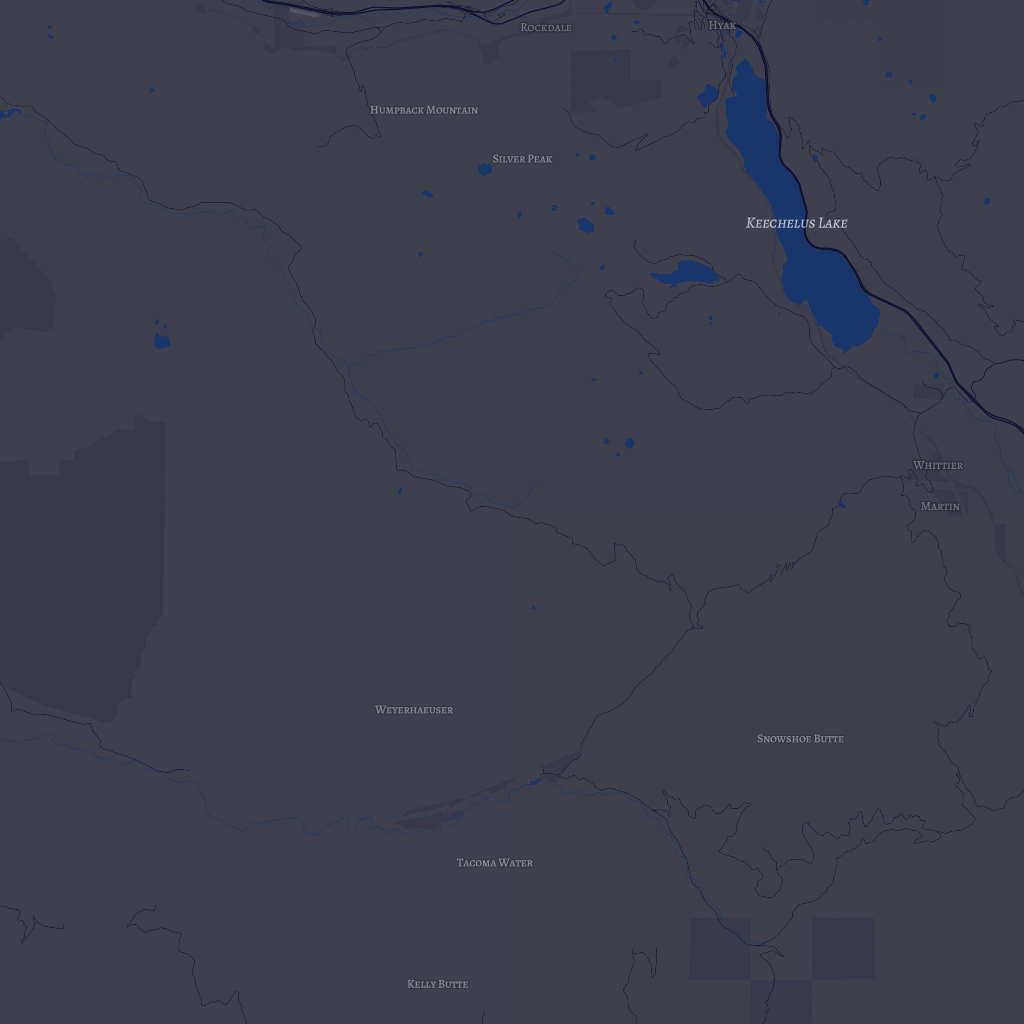 Rockdale
Hyak
Humpback Mountain
Silver Peak
Keechelus Lake
Whittier
Martin
Weyerhaeuser
Snowshoe Butte
Tacoma Water
Kelly Butte